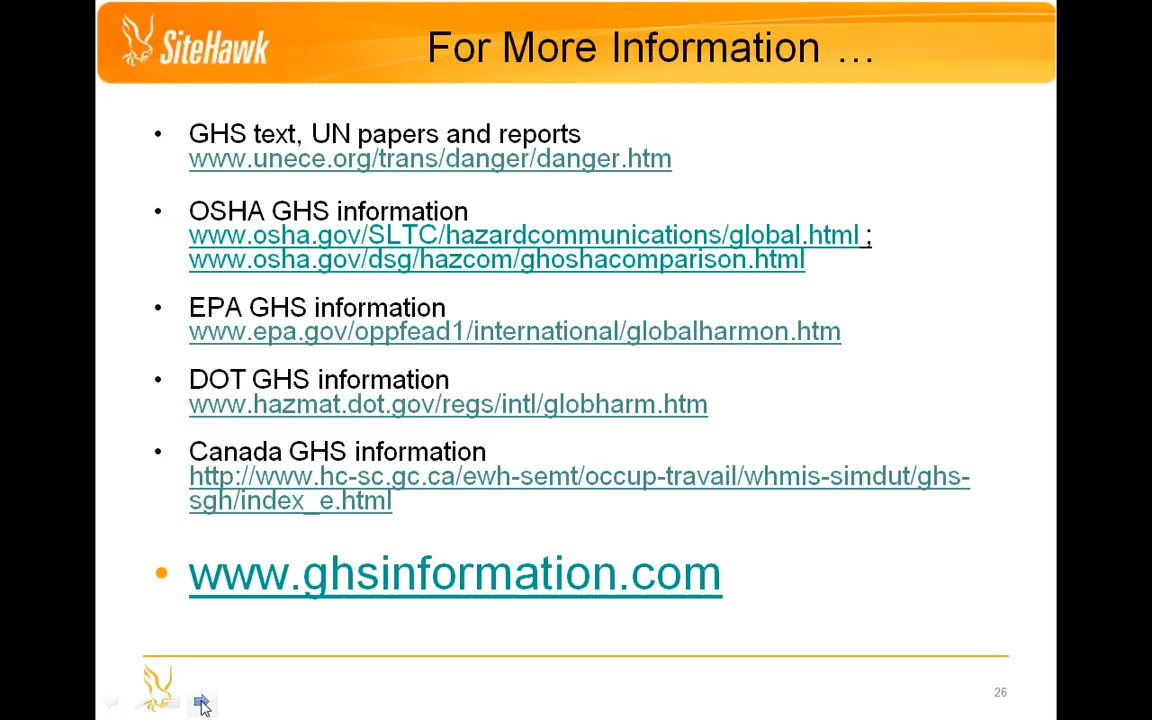 SiteHawk
For More Information …
• GHS text, UN papers and reports
www.unece.org/trans/danger/danger.htm
• OSHA GHS information
www.osha.gov/SLTC/hazardcommunications/global.html ;
www.osha.gov/dsg/hazcom/ghoshacomparison.html
• EPA GHS information
www.epa.gov/oppfead1/international/globalharmon.htm
• DOT GHS information
www.hazmat.dot.gov/regs/intl/globharm.htm
• Canada GHS information
http://www.hc-sc.gc.ca/ewh-semt/occup-travail/whmis-simdut/ghs-
sgh/index_e.html
• www.ghsinformation.com
26